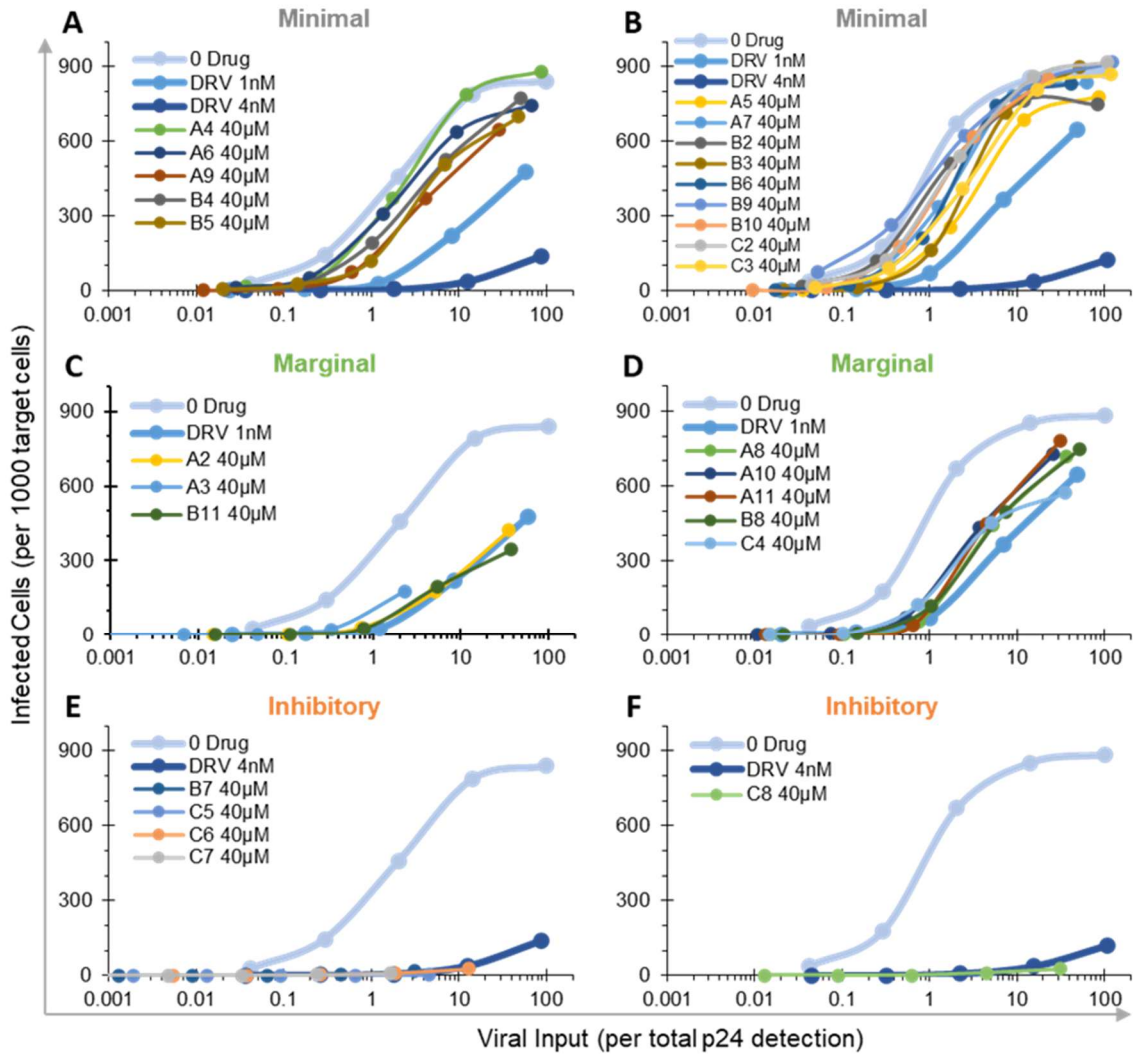 A
Minimal
900
600
300
0
0.001
0.01
0.1
1
10
100
0 Drug
DRV 1nM
DRV 4nM
A4 40µM
A6 40µM
A9 40µM
B4 40µM
B5 40µM
B
Minimal
900
600
300
0
0.001
0.01
0.1
1
10
100
0 Drug
DRV 1nM
DRV 4nM
A5 40µM
A7 40µM
B2 40µM
B3 40µM
B6 40µM
B9 40µM
B10 40µM
C2 40µM
C3 40µM
C
Marginal
900
600
300
0
0.001
0.01
0.1
1
10
100
0 Drug
DRV 1nM
A2 40µM
A3 40µM
B11 40µM
D
Marginal
900
600
300
0
0.001
0.01
0.1
1
10
100
0 Drug
DRV 1nM
A8 40µM
A10 40µM
A11 40µM
B8 40µM
C4 40µM
E
Inhibitory
900
600
300
0
0.001
0.01
0.1
1
10
100
0 Drug
DRV 4nM
B7 40µM
C5 40µM
C6 40µM
C7 40µM
F
Inhibitory
900
600
300
0
0.001
0.01
0.1
1
10
100
0 Drug
DRV 4nM
C8 40µM
Infected Cells (per 1000 target cells)
Viral Input (per total p24 detection)